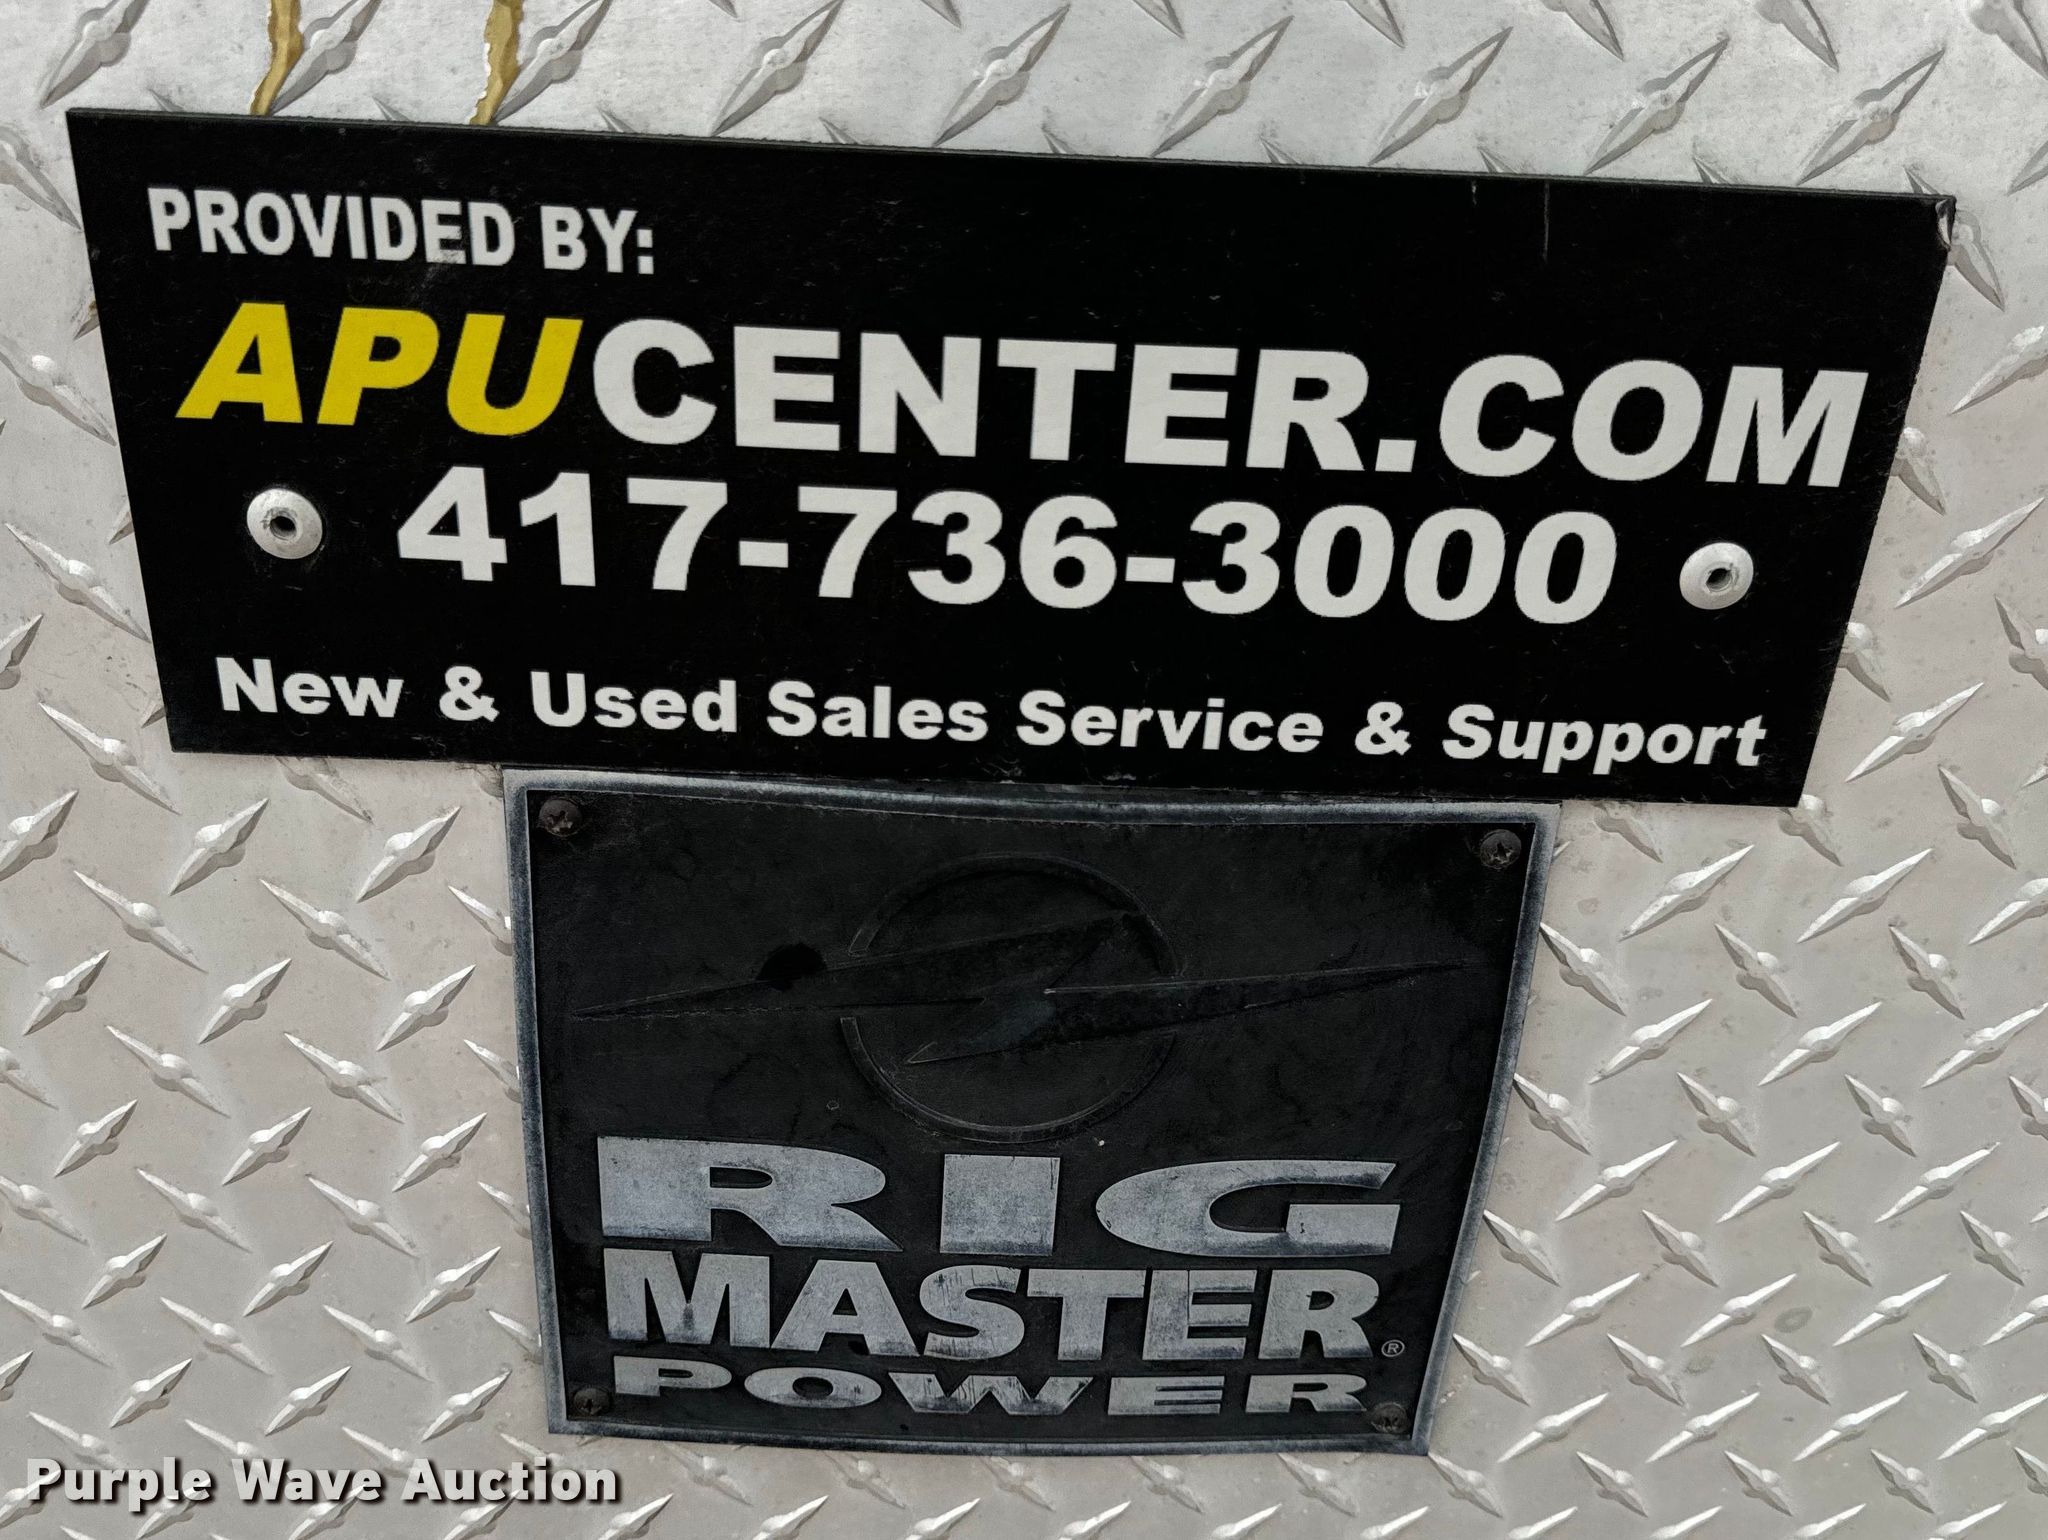 PROVIDED BY:
APUCENTER.COM
417-736-3000
New & Used Sales Service & Support
RIG
MASTER®
POWER
Purple Wave Auction